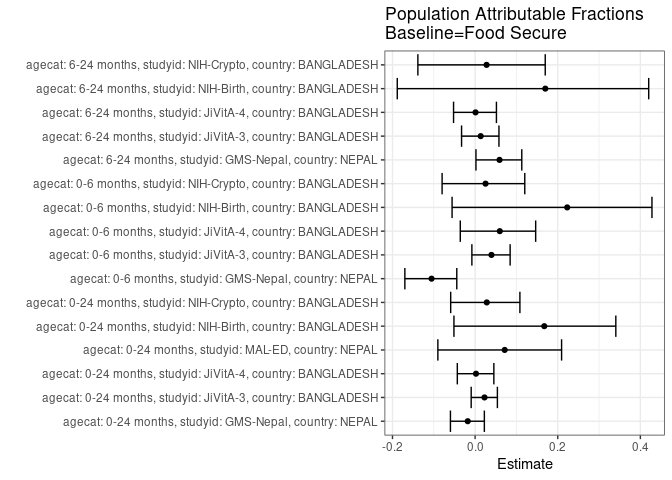 Population Attributable Fractions
Baseline=Food Secure
agecat: 6-24 months, studyid: NIH-Crypto, country: BANGLADESH
agecat: 6-24 months, studyid: NIH-Birth, country: BANGLADESH
agecat: 6-24 months, studyid: JiVitA-4, country: BANGLADESH
agecat: 6-24 months, studyid: JiVitA-3, country: BANGLADESH
agecat: 6-24 months, studyid: GMS-Nepal, country: NEPAL
agecat: 0-6 months, studyid: NIH-Crypto, country: BANGLADESH
agecat: 0-6 months, studyid: NIH-Birth, country: BANGLADESH
agecat: 0-6 months, studyid: JiVitA-4, country: BANGLADESH
agecat: 0-6 months, studyid: JiVitA-3, country: BANGLADESH
agecat: 0-6 months, studyid: GMS-Nepal, country: NEPAL
agecat: 0-24 months, studyid: NIH-Crypto, country: BANGLADESH
agecat: 0-24 months, studyid: NIH-Birth, country: BANGLADESH
agecat: 0-24 months, studyid: MAL-ED, country: NEPAL
agecat: 0-24 months, studyid: JiVitA-4, country: BANGLADESH
agecat: 0-24 months, studyid: JiVitA-3, country: BANGLADESH
agecat: 0-24 months, studyid: GMS-Nepal, country: NEPAL
-0.2 0.0 0.2 0.4
Estimate